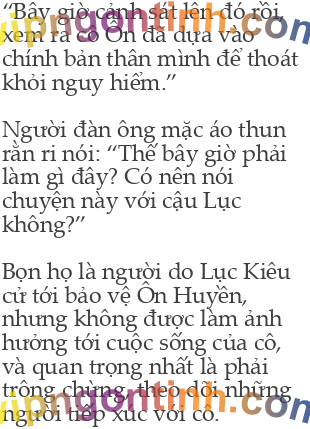 “Bây giờ cảnh sát lên đó rồi,
xem ra cô Ôn đã dựa vào
chính bản thân mình để thoát
khỏi nguy hiểm.”
Người đàn ông mặc áo thun
rằn ri nói: “Thế bây giờ phải
làm gì đây? Có nên nói
chuyện này với cậu Lục
không?”
Bọn họ là người do Lục Kiêu
cử tới bảo vệ Ôn Huyền,
nhưng không được làm ảnh
hưởng tới cuộc sống của cô,
và quan trọng nhất là phải
trông chừng, theo dõi những
người tiếp xúc với cô.
vipngontinh.com
vipngontinh.com